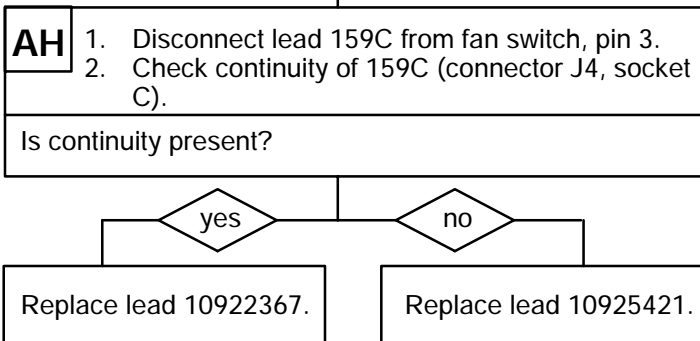 AH
1. Disconnect lead 159C from fan switch, pin 3.
2. Check continuity of 159C (connector J4, socket
C).
Is continuity present?
yes
no
Replace lead 10922367.
Replace lead 10925421.